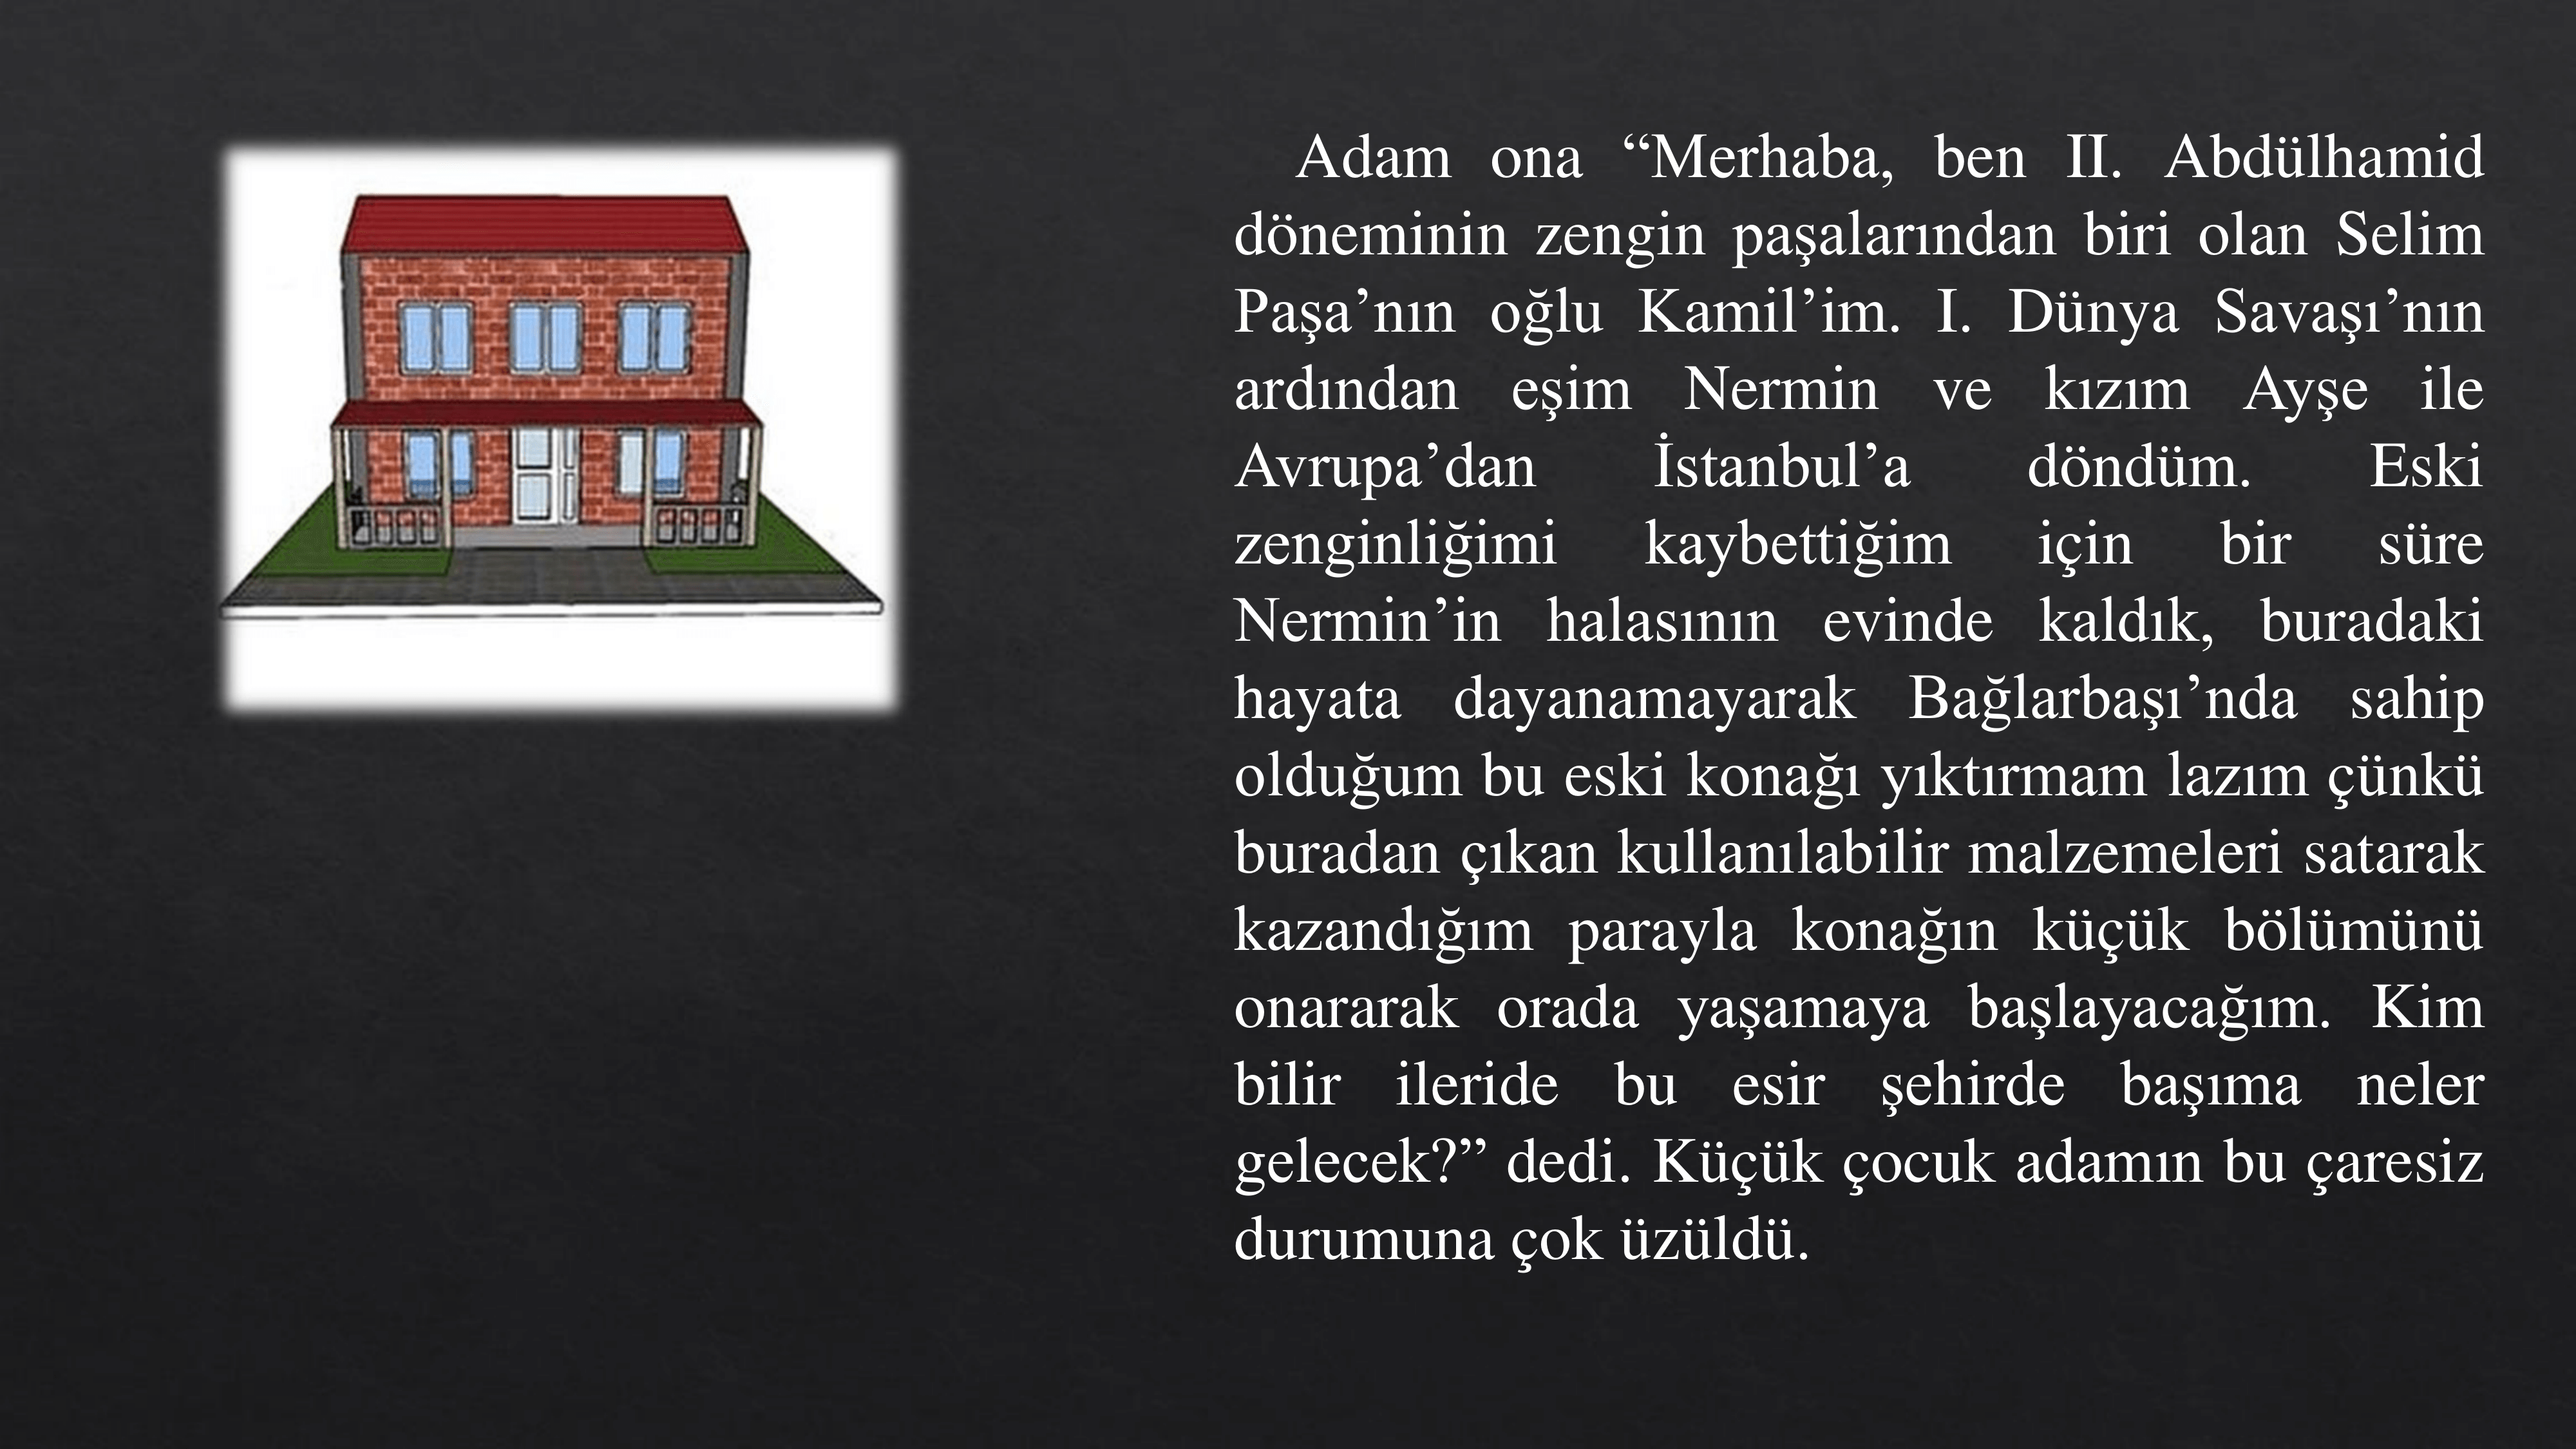 Adam ona “Merhaba, ben II. Abdülhamid
döneminin zengin paşalarından biri olan Selim
Paşa’nın oğlu Kamil’im. I. Dünya Savaşı’nın
ardından eşim Nermin ve kızım Ayşe ile
Avrupa’dan İstanbul’a döndüm. Eski
zenginliğimi kaybettiğim için bir süre
Nermin’in halasının evinde kaldık, buradaki
hayata dayanamayarak Bağlarbaşı’nda sahip
olduğum bu eski konağı yıktırmam lazım çünkü
buradan çıkan kullanılabilir malzemeleri satarak
kazandığım parayla konağın küçük bölümünü
onararak orada yaşamaya başlayacağım. Kim
bilir ileride bu esir şehirde başıma neler
gelecek?” dedi. Küçük çocuk adamın bu çaresiz
durumuna çok üzüldü.